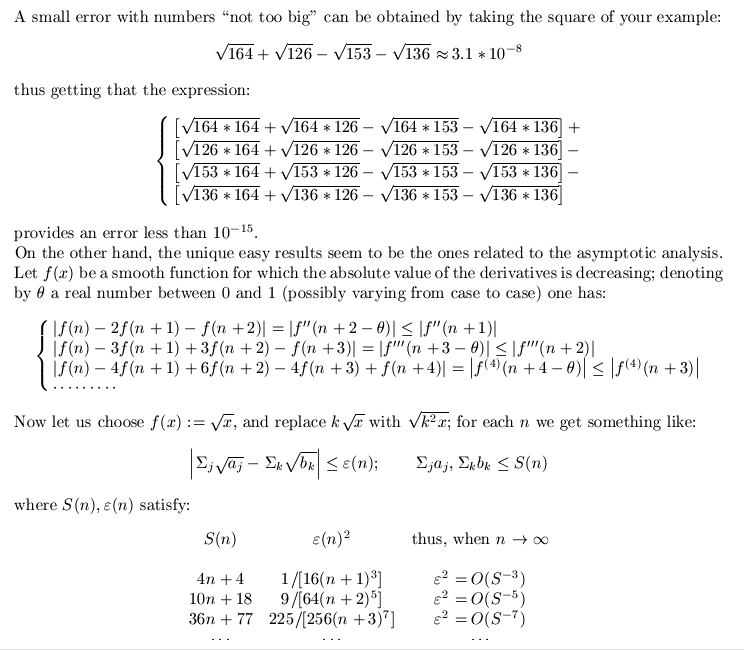 A small error with numbers “not too big” can be obtained by taking the square of your example:
√164 + √126 − √153 − √136 ≈ 3.1 * 10⁻⁸
thus getting that the expression:
[√164 * 164 + √164 * 126 − √164 * 153 − √164 * 136] +
[√126 * 164 + √126 * 126 − √126 * 153 − √126 * 136] −
[√153 * 164 + √153 * 126 − √153 * 153 − √153 * 136] −
[√136 * 164 + √136 * 126 − √136 * 153 − √136 * 136]
provides an error less than 10⁻¹⁵.
On the other hand, the unique easy results seem to be the ones related to the asymptotic analysis.
Let f(x) be a smooth function for which the absolute value of the derivatives is decreasing; denoting
by θ a real number between 0 and 1 (possibly varying from case to case) one has:
|f(n) − 2f(n + 1) − f(n + 2)| = |f′′(n + 2 − θ)| ≤ |f′′(n + 1)|
|f(n) − 3f(n + 1) + 3f(n + 2) − f(n + 3)| = |f′′′(n + 3 − θ)| ≤ |f′′′(n + 2)|
|f(n) − 4f(n + 1) + 6f(n + 2) − 4f(n + 3) + f(n + 4)| = |f⁽⁴⁾(n + 4 − θ)| ≤ |f⁽⁴⁾(n + 3)|
.........
Now let us choose f(x) := √x, and replace k√x with √k²x; for each n we get something like:
|Σⱼ√aⱼ − Σₖ√bₖ| ≤ ε(n); Σⱼaⱼ, Σₖbₖ ≤ S(n)
where S(n), ε(n) satisfy:
S(n) ε(n)² thus, when n → ∞
4n + 4 1/[16(n + 1)³] ε² = O(S⁻³)
10n + 18 9/[64(n + 2)⁵] ε² = O(S⁻⁵)
36n + 77 225/[256(n + 3)⁷] ε² = O(S⁻⁷)
... ... ...